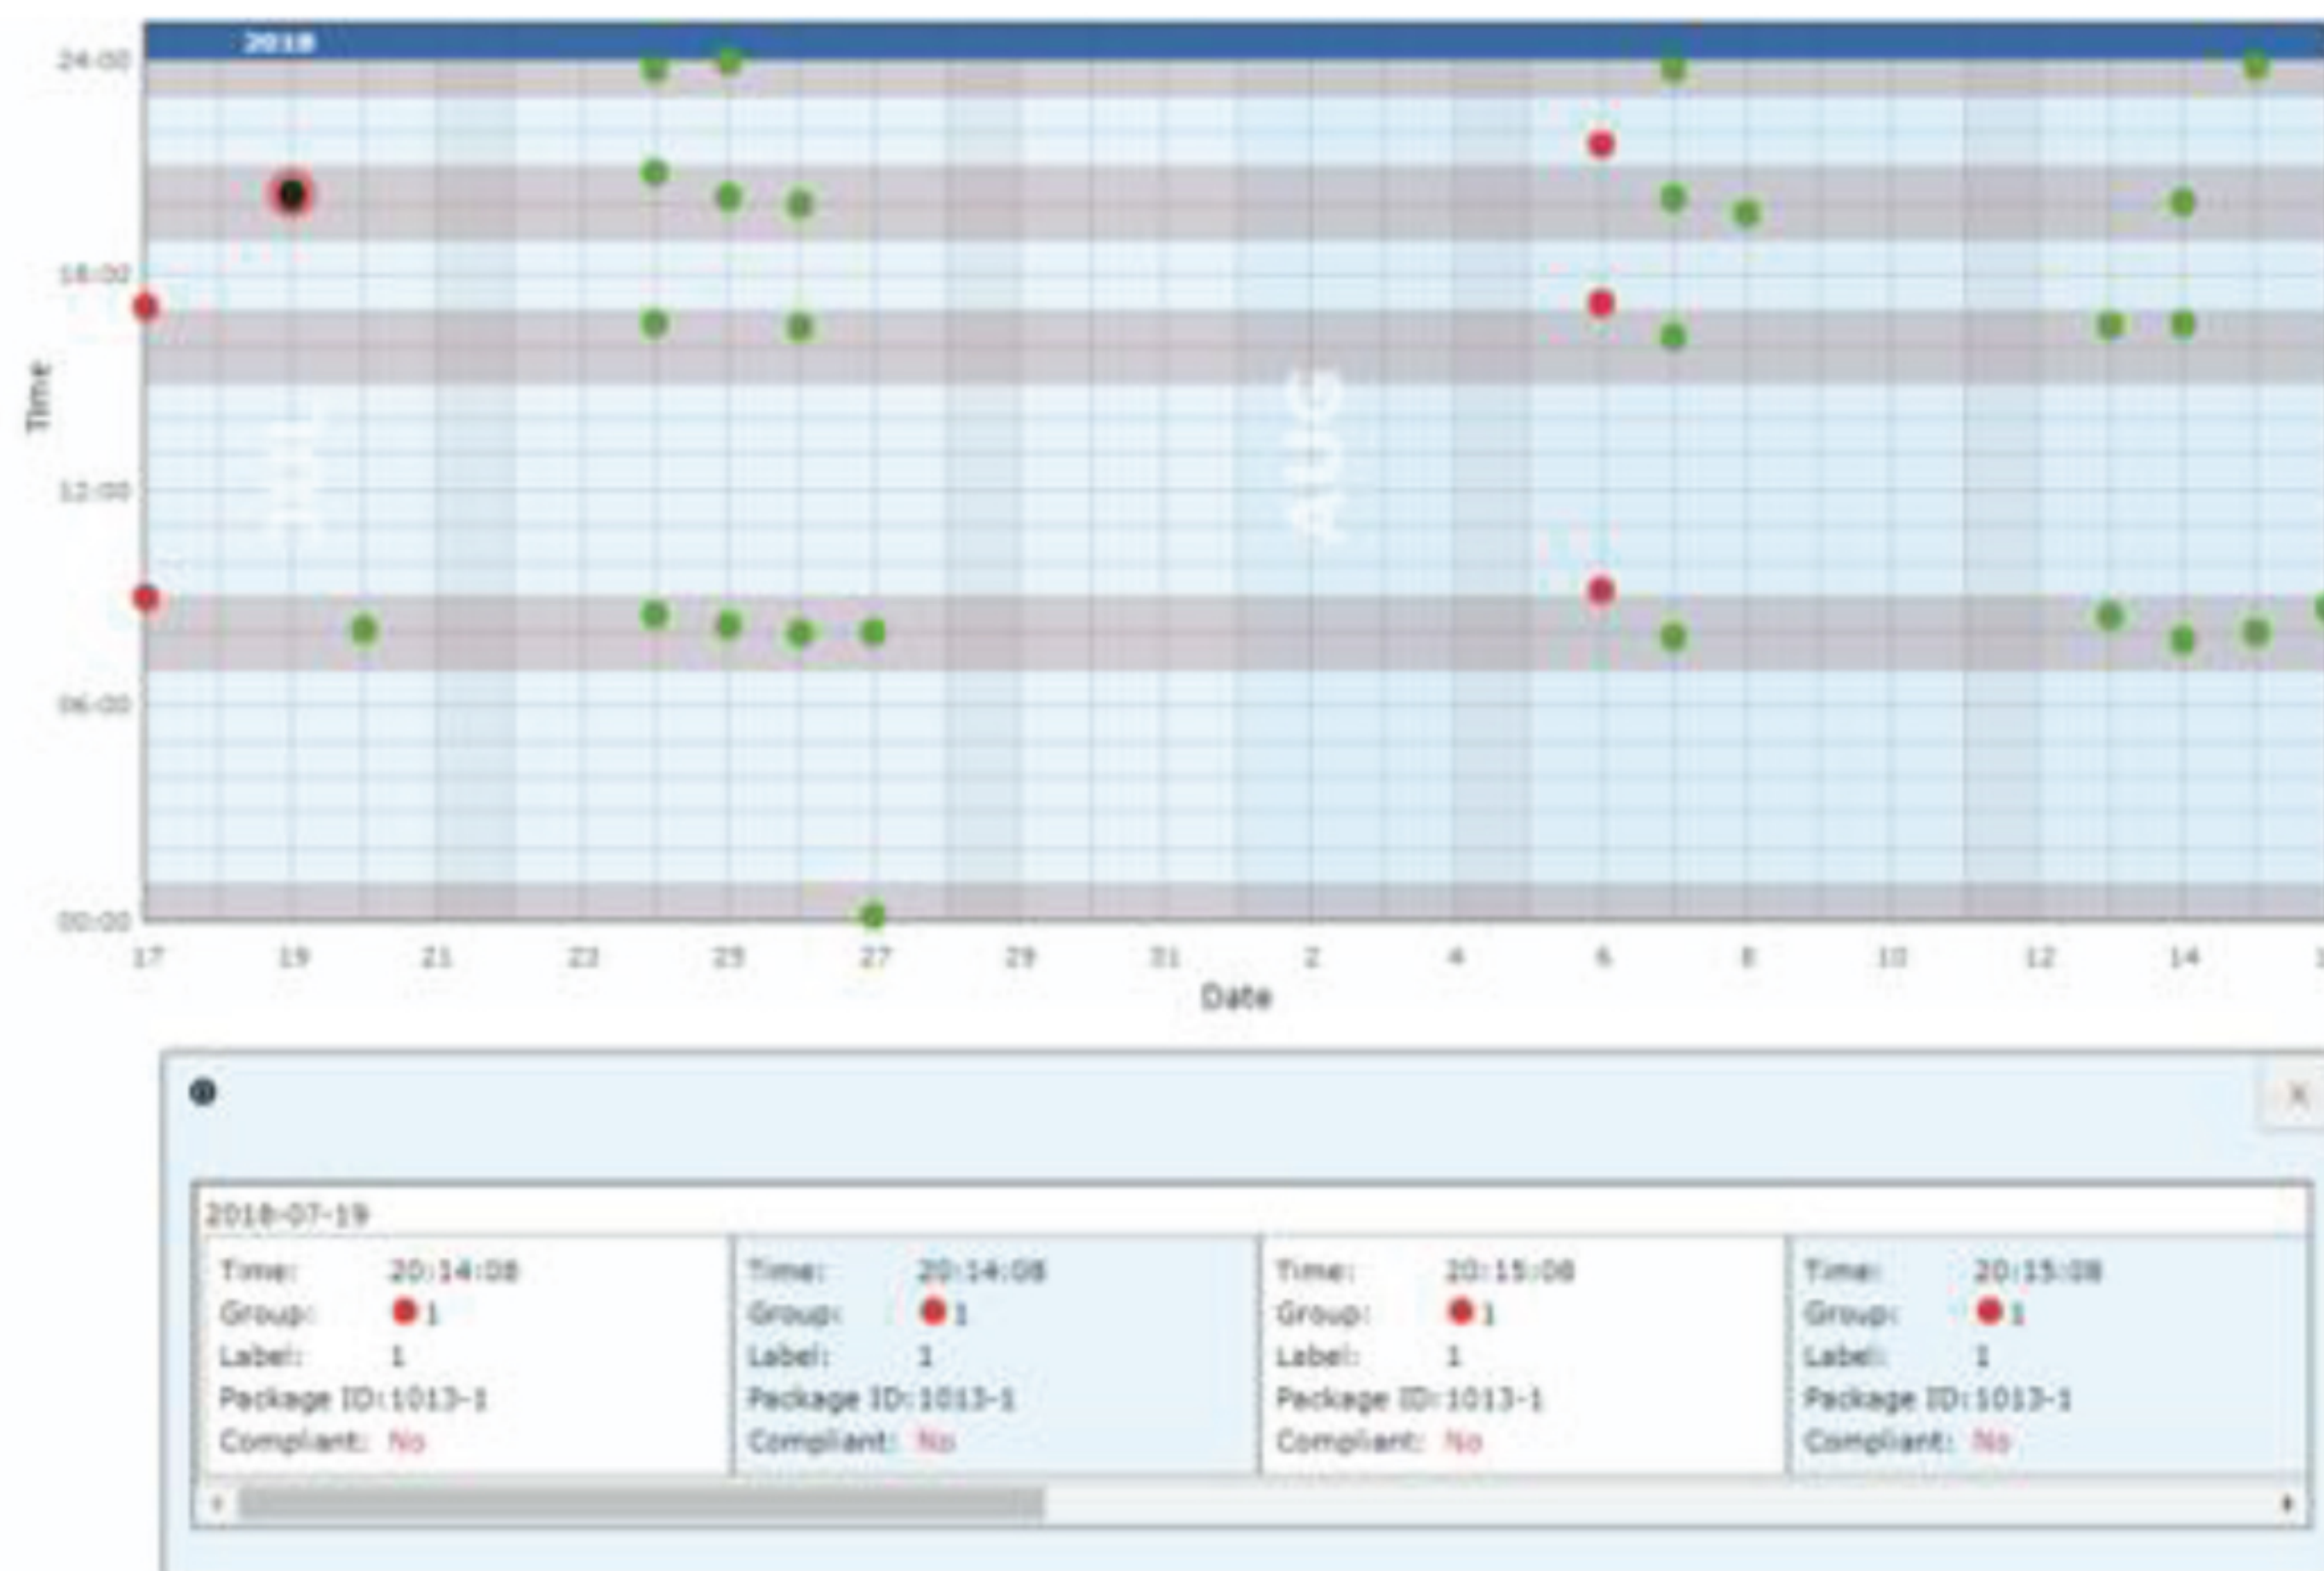 2018
24:00
18:00
Time
12:00
06:00
00:00
AUG
17 19 21 23 25 27 29 31 2 4 6 8 10 12 14
Date
x
2018-07-19
Time: 20:14:08 Time: 20:14:08 Time: 20:15:08 Time: 20:15:08
Group: 1 Group: 1 Group: 1 Group: 1
Label: 1 Label: 1 Label: 1 Label: 1
Package ID:1013-1 Package ID:1013-1 Package ID:1013-1 Package ID:1013-1
Compliant: No Compliant: No Compliant: No Compliant: No